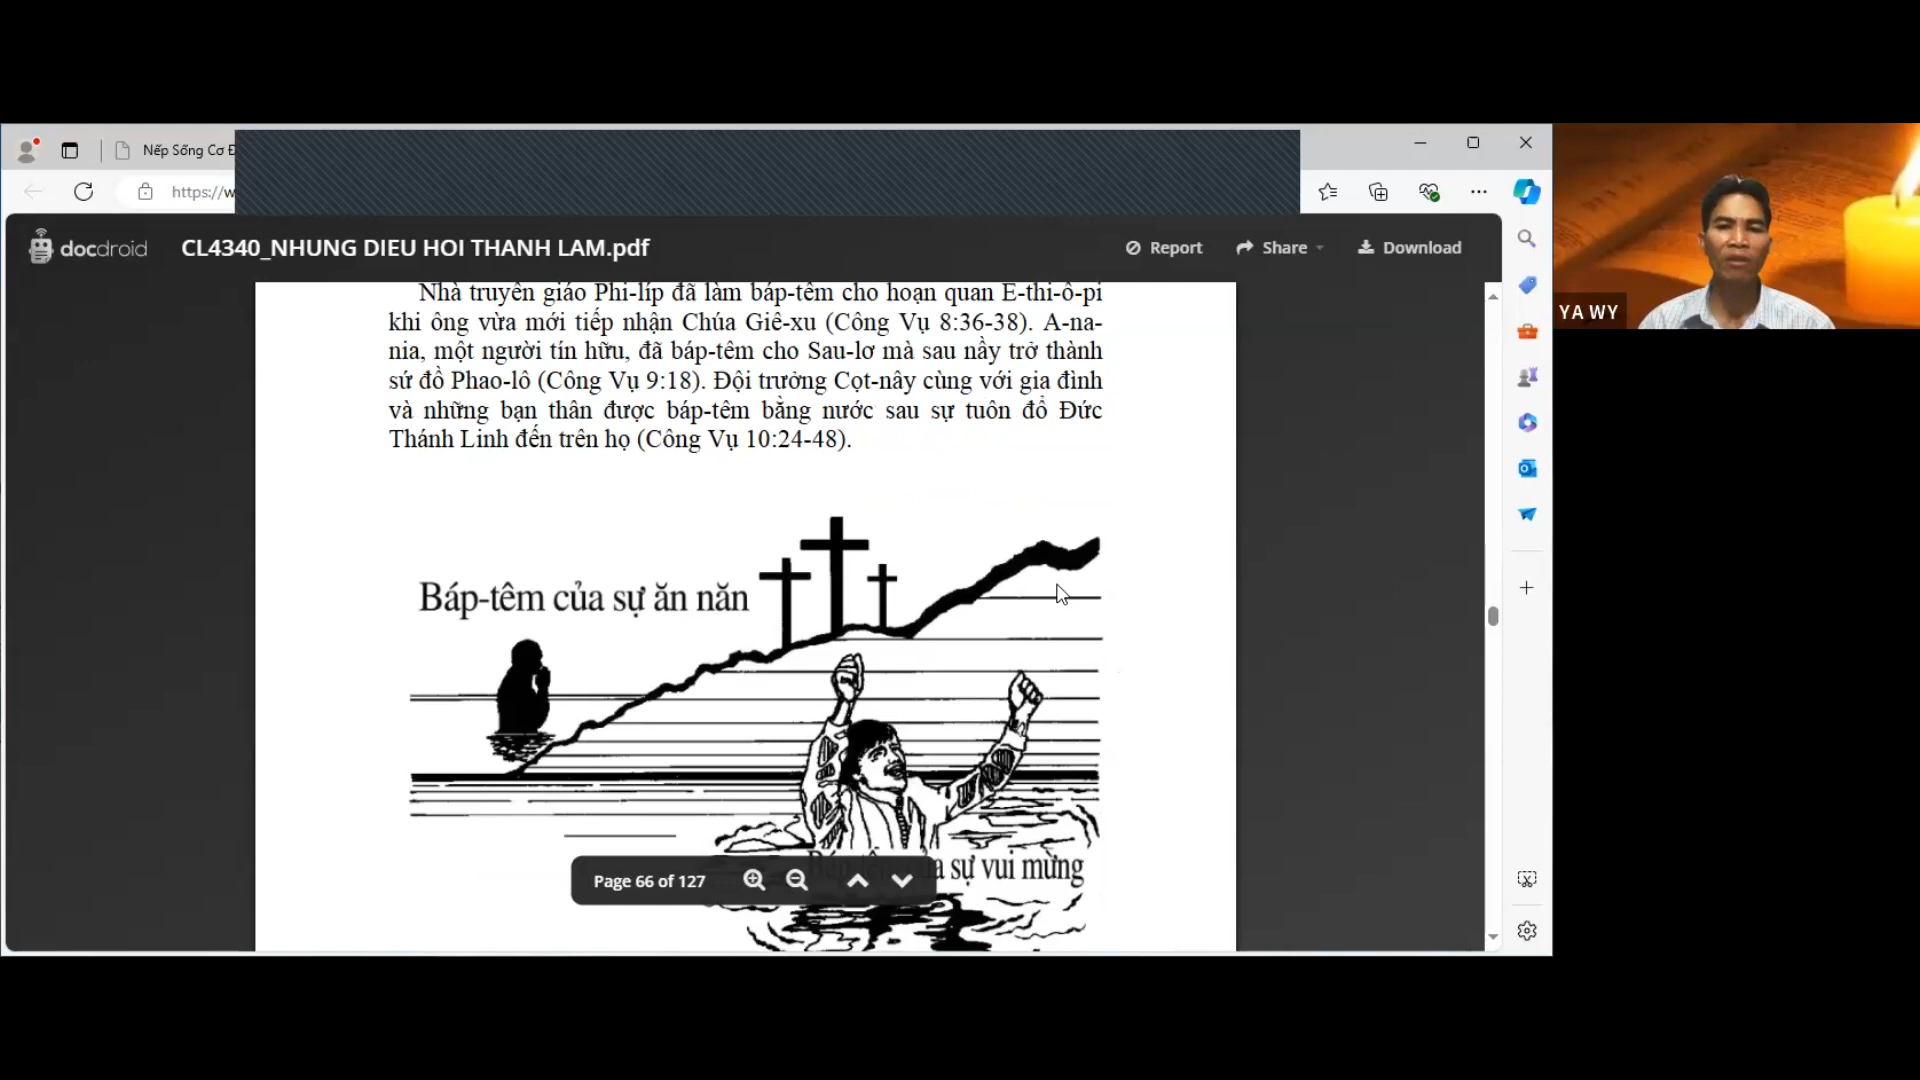 Nếp Sống Cơ Đ
https://w
docdroid
CL4340_NHUNG DIEU HOI THANH LAM.pdf
Report
Share
Download
YA WY
Nhà truyền giáo Phi-líp đã làm báp-têm cho hoạn quan Ê-thi-ô-pi
khi ông vừa mới tiếp nhận Chúa Giê-xu (Công Vụ 8:36-38). A-na-
nia, một người tín hữu, đã báp-têm cho Sau-lơ mà sau nầy trở thành
sứ đồ Phao-lô (Công Vụ 9:18). Đội trưởng Cọt-nây cùng với gia đình
và những bạn thân được báp-têm bằng nước sau sự tuôn đổ Đức
Thánh Linh đến trên họ (Công Vụ 10:24-48).
Báp-têm của sự ăn năn
sự vui mừng
Page 66 of 127